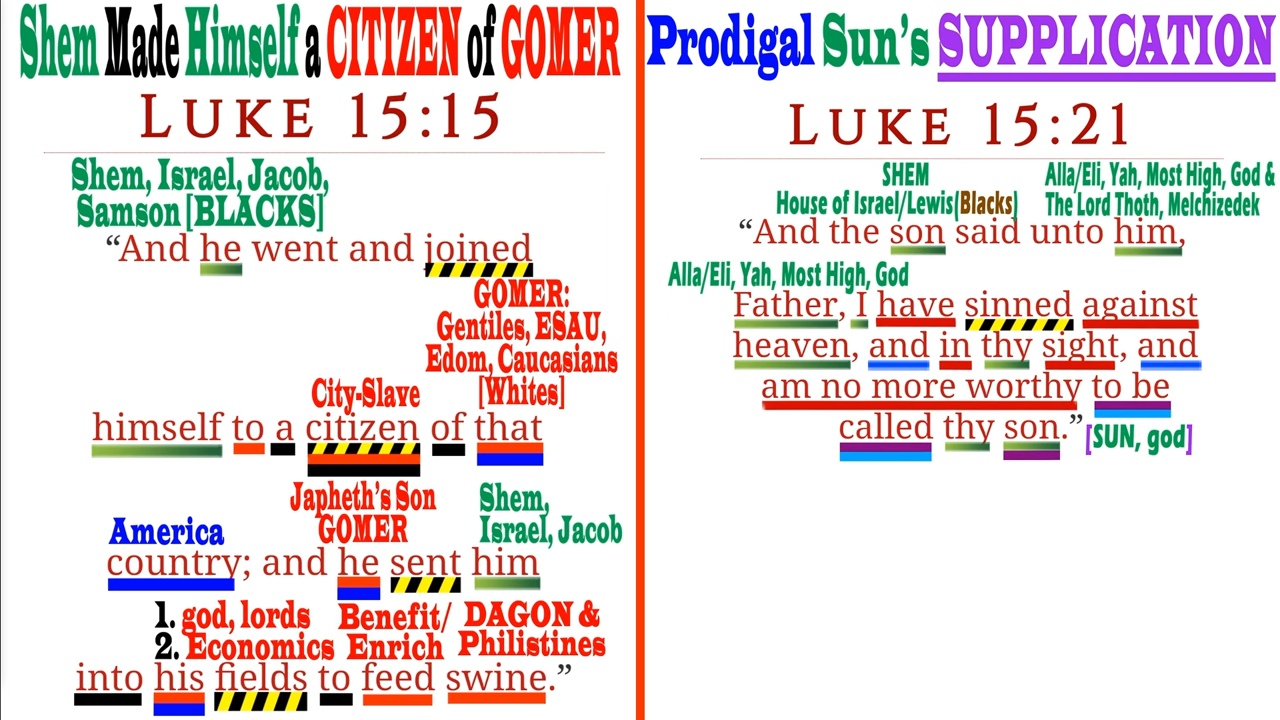 Shem Made Himself a CITIZEN of GOMER
LUKE 15:15
Shem, Israel, Jacob,
Samson [BLACKS]
“And he went and joined
GOMER:
Gentiles, ESAU,
Edom, Caucasians
[Whites]
City-Slave
himself to a citizen of that
Japheth's Son
GOMER
Shem,
Israel, Jacob
America
country; and he sent him
1. god, lords
2. Economics
Benefit/
Enrich
DAGON &
Philistines
into his fields to feed swine.”
Prodigal Sun's SUPPLICATION
LUKE 15:21
SHEM
House of Israel/Lewis(Blacks)
Alla/Eli, Yah, Most High, God &
The Lord Thoth, Melchizedek
“And the son said unto him,
Alla/Eli, Yah, Most High, God
Father, I have sinned against
heaven, and in thy sight, and
am no more worthy to be
called thy son.”
[SUN, god]